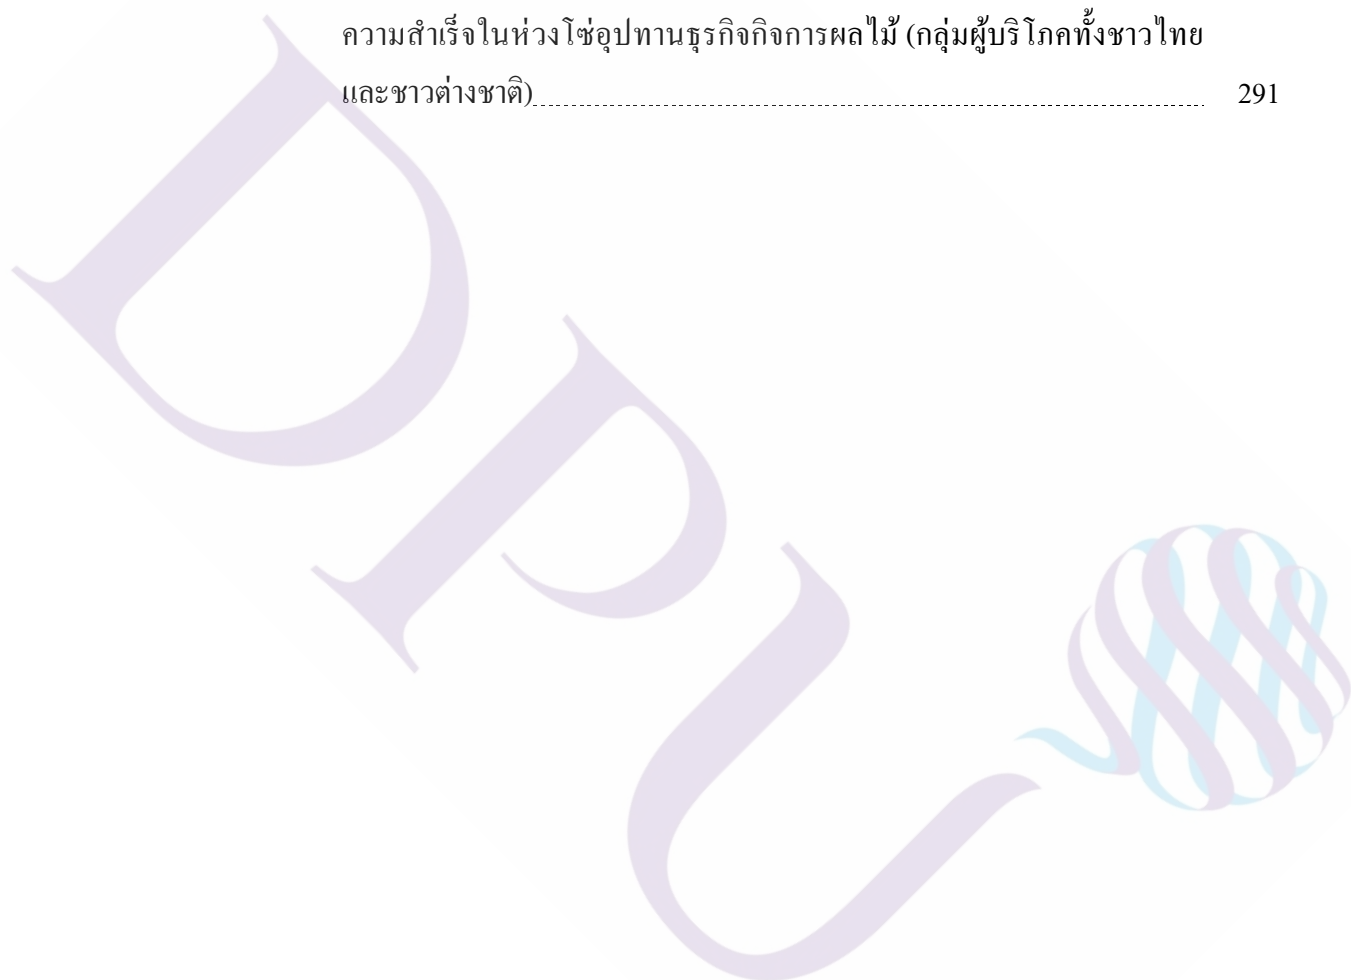 ความสำเร็จในห่วงโซ่อุปทานธุรกิจกิจการผลไม้ (กลุ่มผู้บริโภคทั้งชาวไทย
และชาวต่างชาติ)........................................................................ 291
DPU